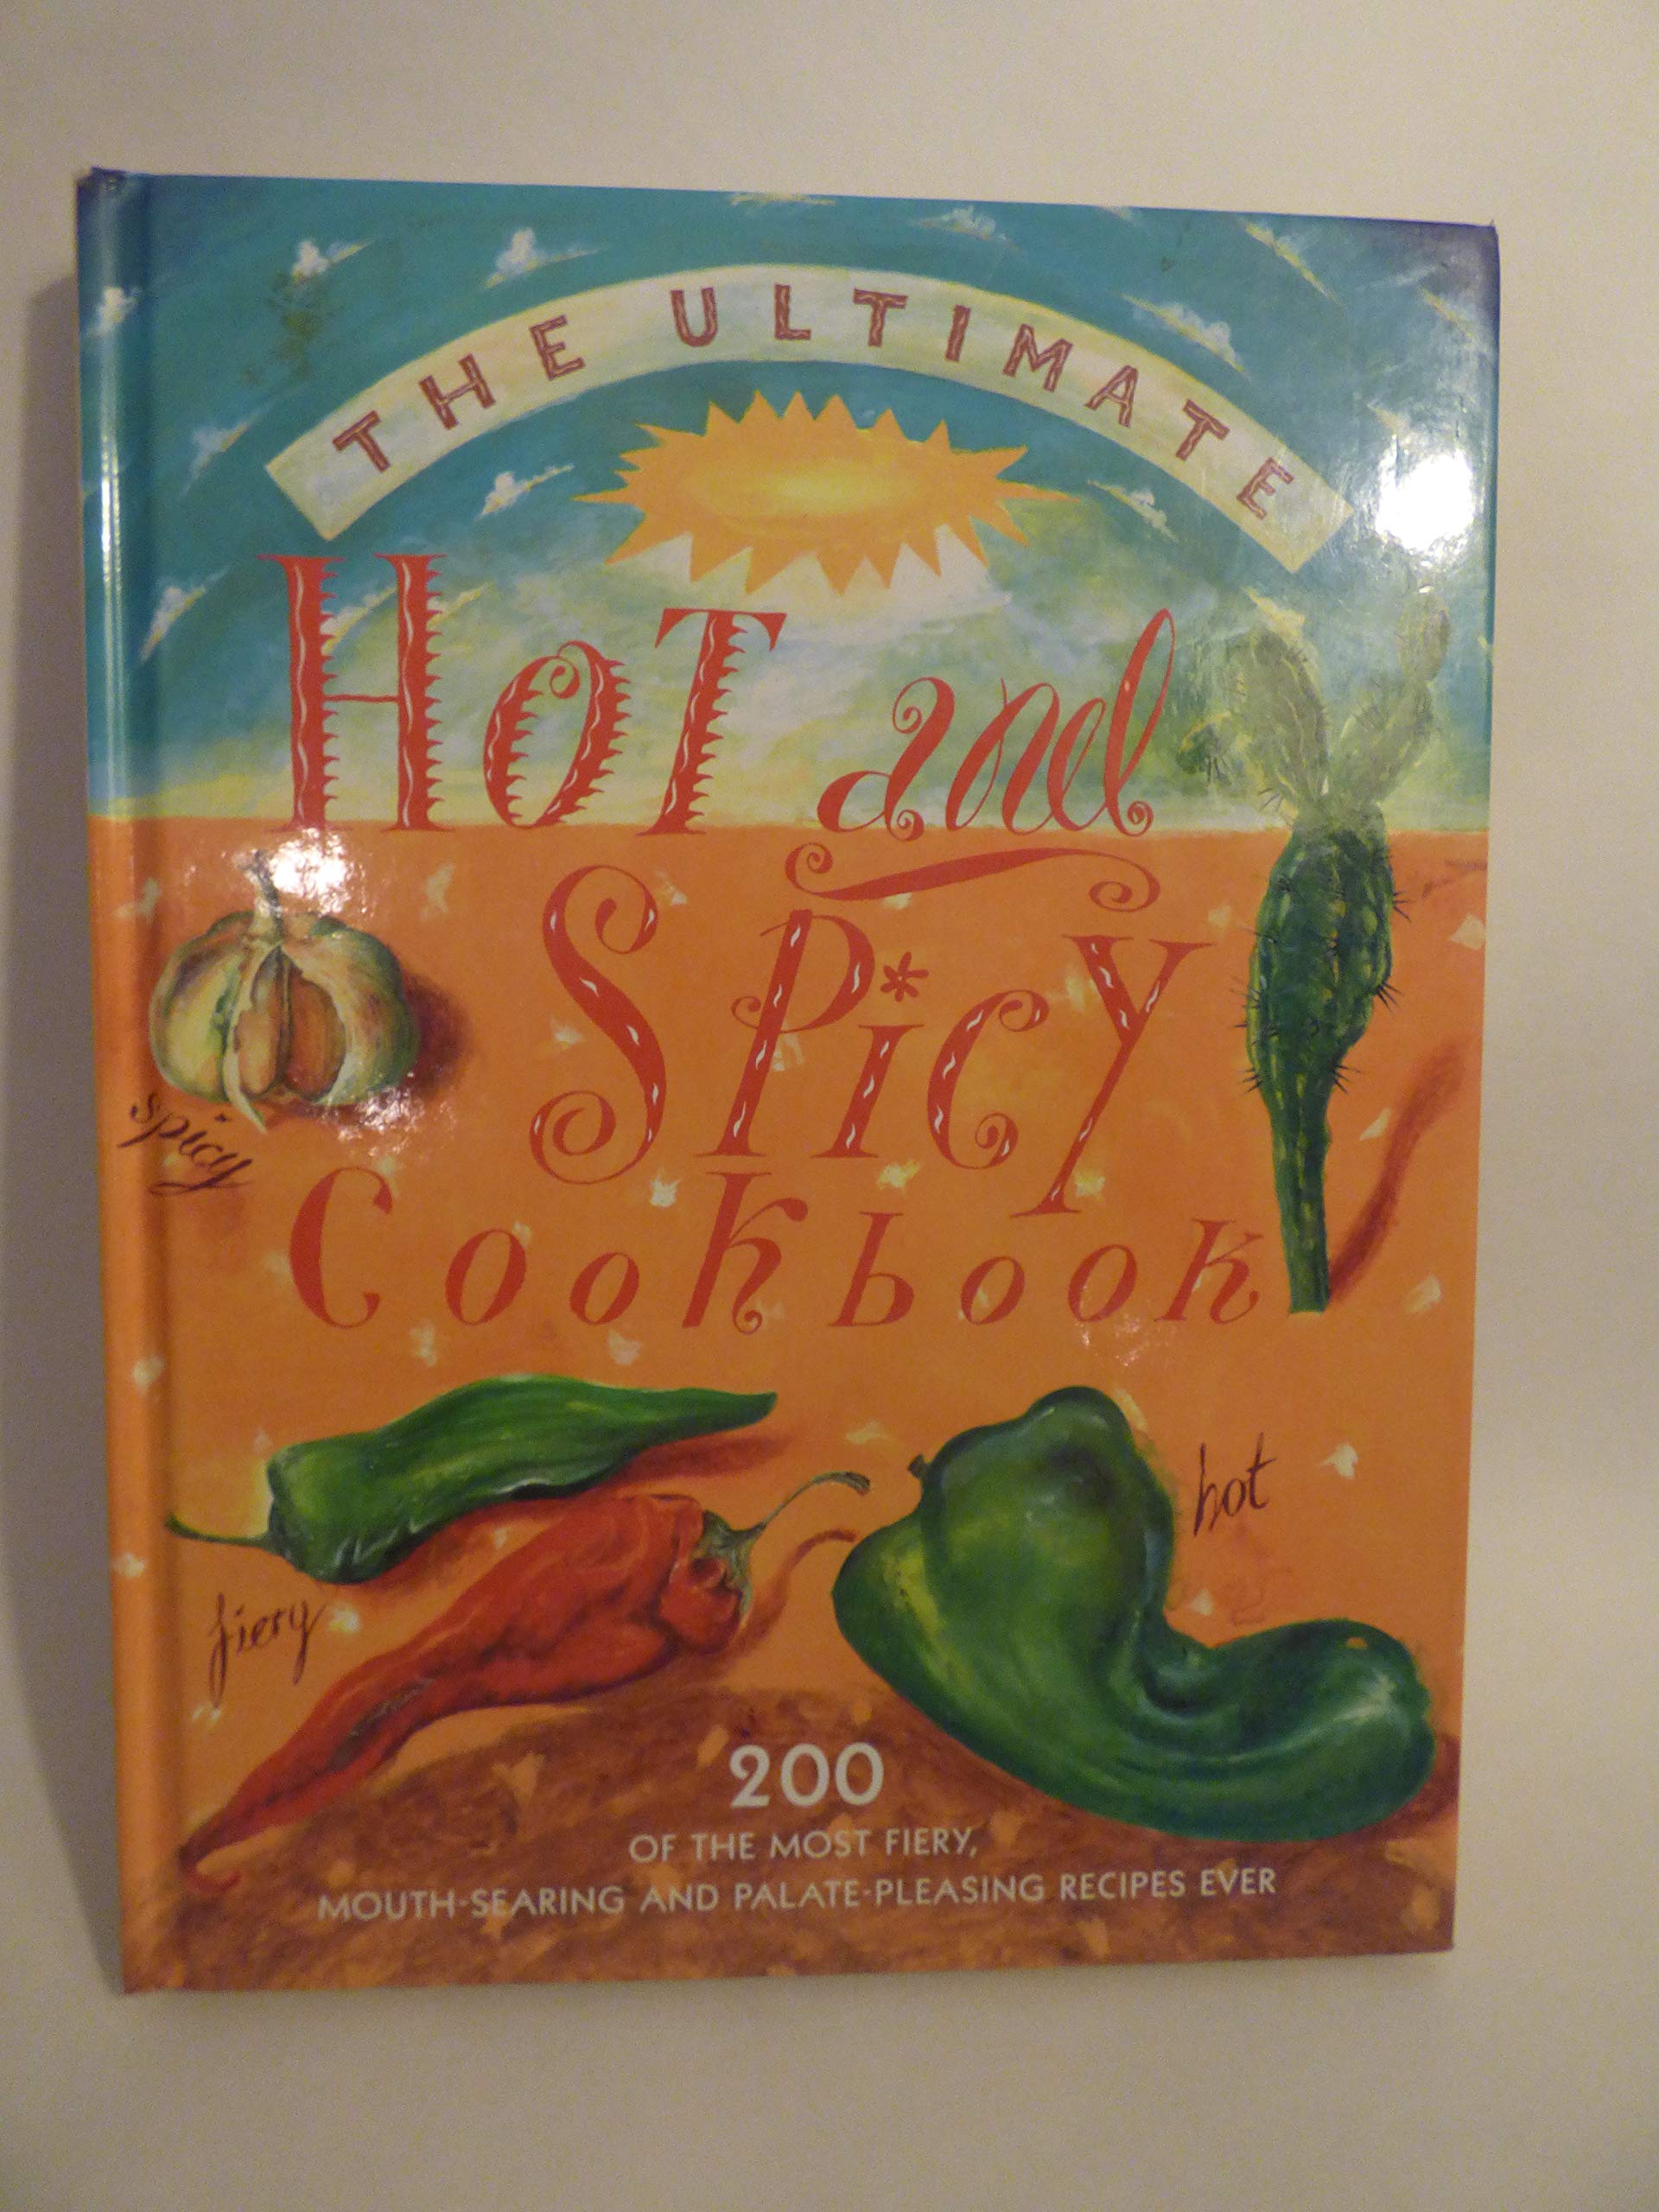 THE ULTIMATE
HOT and
SPICY
spicy
Cookbook
hot
fiery
200
OF THE MOST FIERY,
MOUTH-SEARING AND PALATE-PLEASING RECIPES EVER